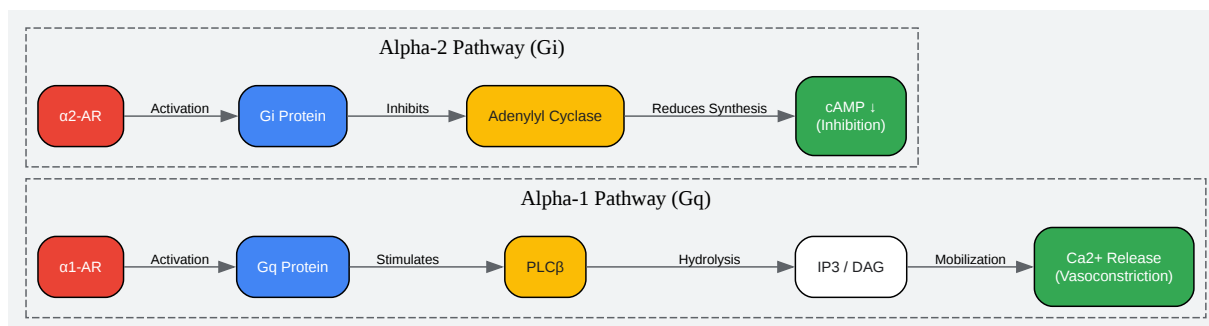 Alpha-2 Pathway (Gi)
α2-AR
Activation
Gi Protein
Inhibits
Adenylyl Cyclase
Reduces Synthesis
cAMP ↓
(Inhibition)
Alpha-1 Pathway (Gq)
α1-AR
Activation
Gq Protein
Stimulates
PLCβ
Hydrolysis
IP3 / DAG
Mobilization
Ca2+ Release
(Vasoconstriction)